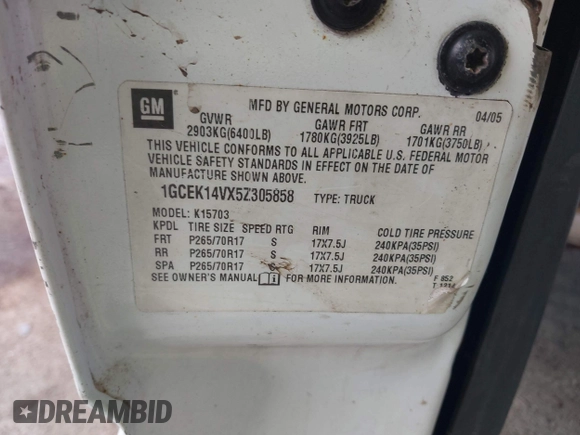 GM
MFD BY GENERAL MOTORS CORP. 04/05
GVWR GAWR FRT GAWR RR
2903KG(6400LB) 1780KG(3925LB) 1701KG(3750LB)
THIS VEHICLE CONFORMS TO ALL APPLICABLE U.S. FEDERAL MOTOR
VEHICLE SAFETY STANDARDS IN EFFECT ON THE DATE OF
MANUFACTURE SHOWN ABOVE.
1GCEK14VX5Z305858 TYPE: TRUCK
MODEL: K15703
KPDL TIRE SIZE SPEED RTG RIM COLD TIRE PRESSURE
FRT P265/70R17 S 17X7.5J 240KPA(35PSI)
RR P265/70R17 S 17X7.5J 240KPA(35PSI)
SPA P265/70R17 S 17X7.5J 240KPA(35PSI)
SEE OWNER'S MANUAL FOR MORE INFORMATION.
F 852
DREAMBID